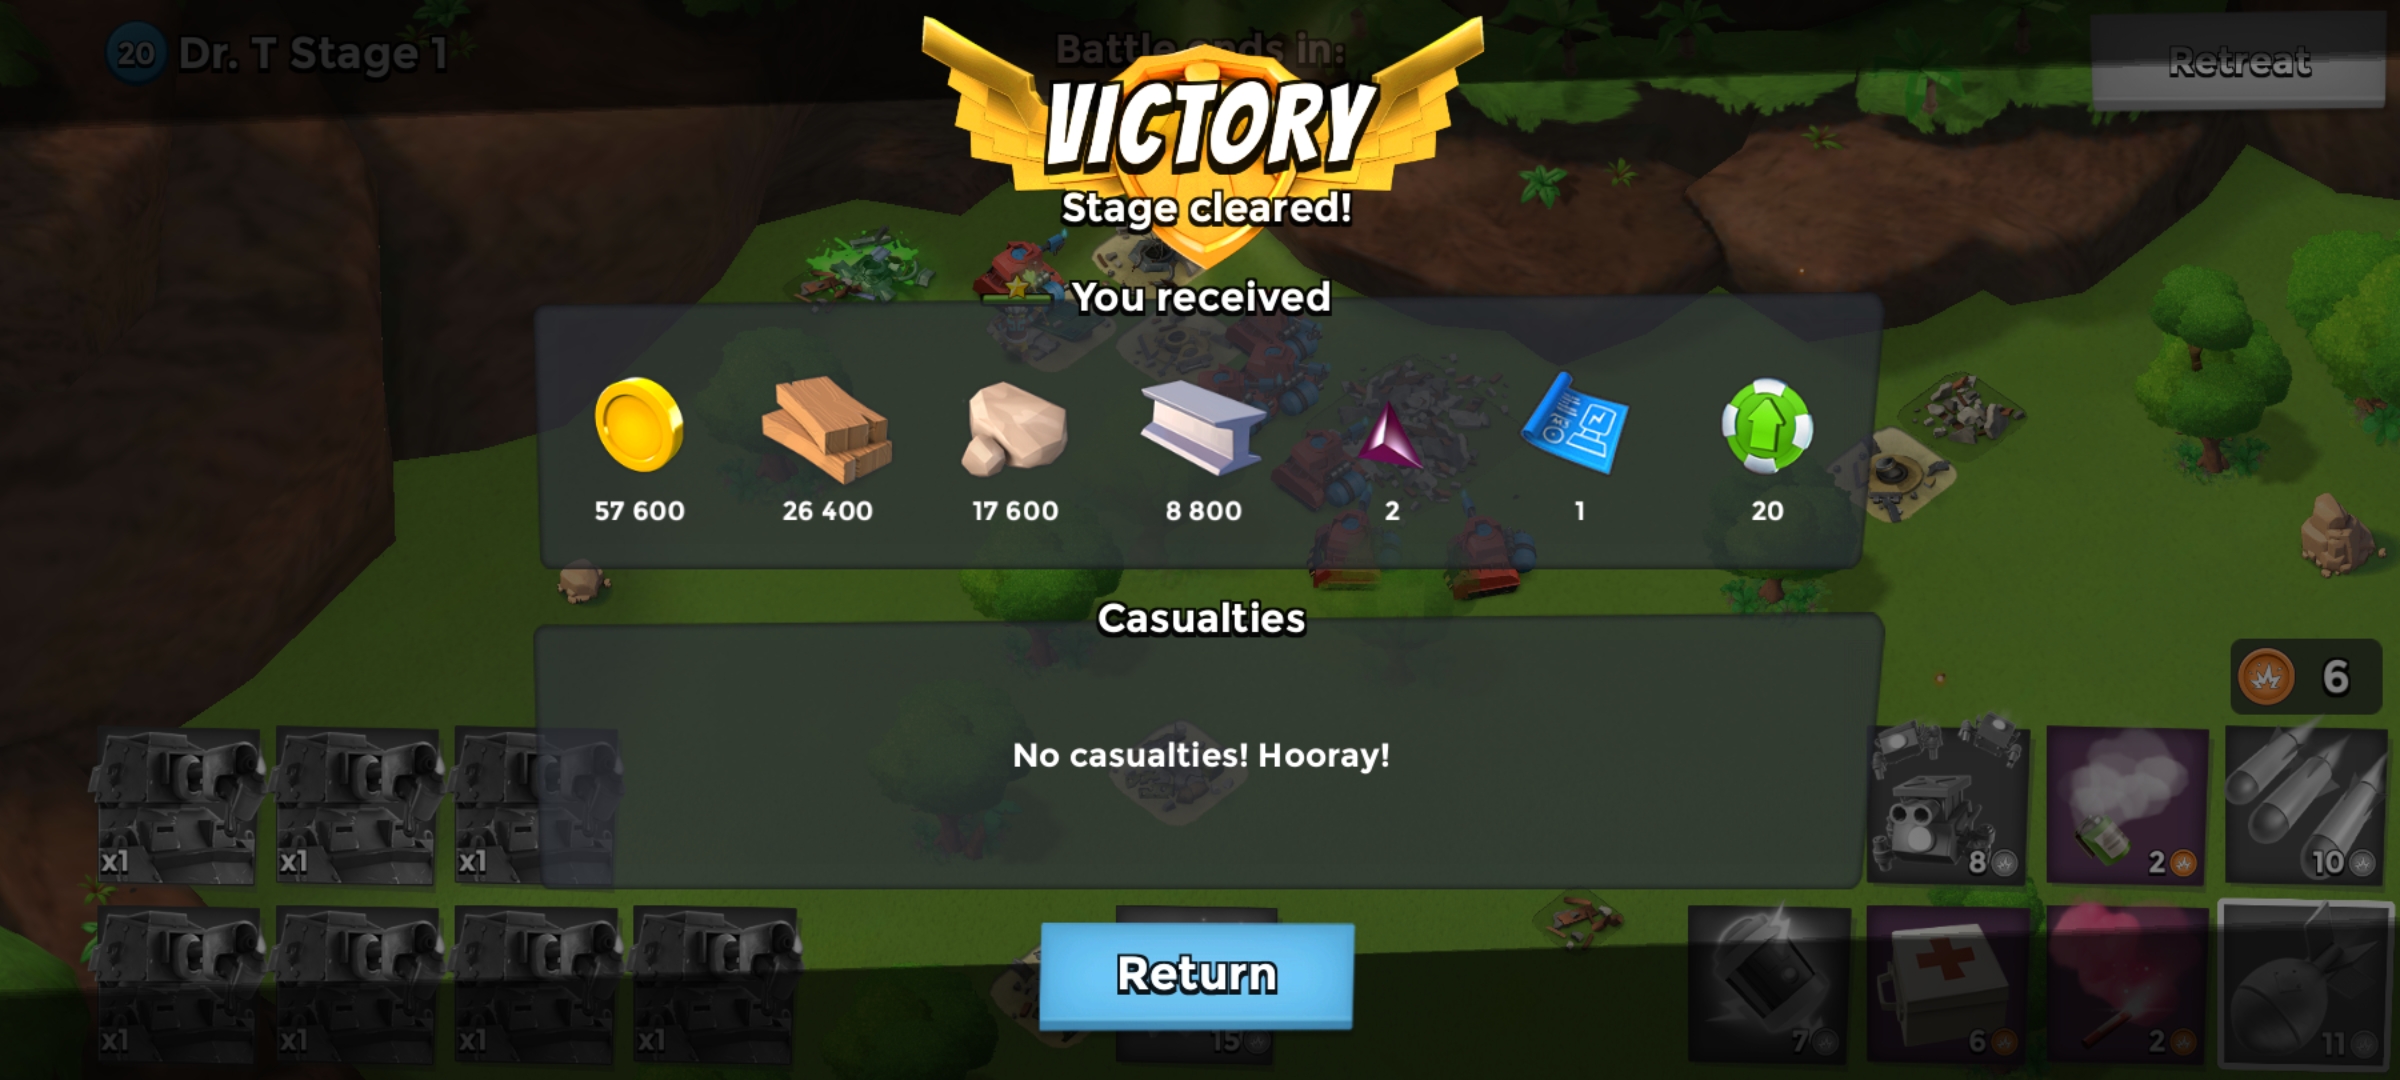 20 Dr. T Stage 1
Battle ends in:
Retreat
VICTORY
Stage cleared!
You received
57 600
26 400
17 600
8 800
2
1
20
Casualties
No casualties! Hooray!
6
x1
x1
x1
8
2
10
Return
x1
x1
x1
x1
15
7
6
2
11